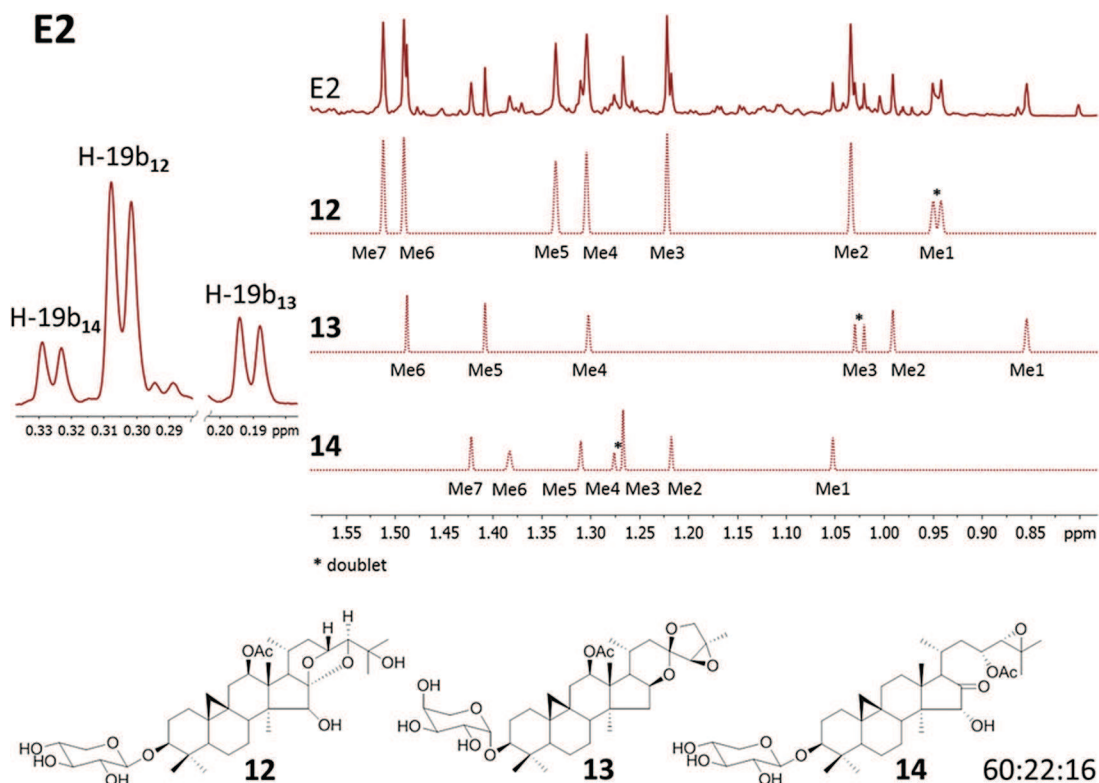 E2
E2
H-19b12
H-19b14
H-19b13
0.33 0.32 0.31 0.30 0.29 0.20 0.19 ppm
12
*
Me7 Me6 Me5 Me4 Me3 Me2 Me1
13
*
Me6 Me5 Me4 Me3 Me2 Me1
14
*
Me7 Me6 Me5 Me4 Me3 Me2 Me1
1.55 1.50 1.45 1.40 1.35 1.30 1.25 1.20 1.15 1.10 1.05 1.00 0.95 0.90 0.85 ppm
* doublet
H H OAc O O OH OH HO HO OH O O 12
OAc O O O OH O HO OH O 13
O OAc O OH HO HO OH O O 14
60:22:16